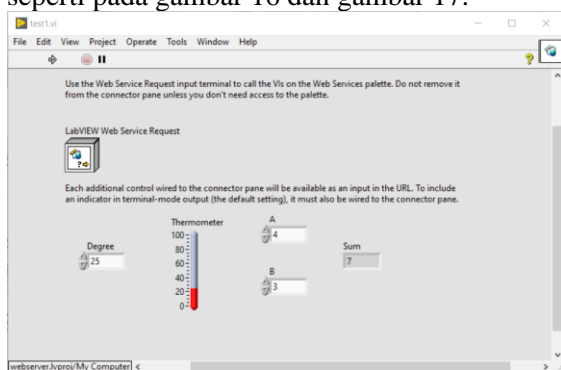 seperti pada gambar 16 dan gambar 17.
test1.vi
File Edit View Project Operate Tools Window Help
Use the Web Service Request input terminal to call the VIs on the Web Services palette. Do not remove it
from the connector pane unless you don't need access to the palette.
LabVIEW Web Service Request
Each additional control wired to the connector pane will be available as an input in the URL. To include
an indicator in terminal-mode output (the default setting), it must also be wired to the connector pane.
Thermometer
100
80
60
40
20
0
Degree
25
A
4
B
3
Sum
7
webserver.lvproj/My Computer